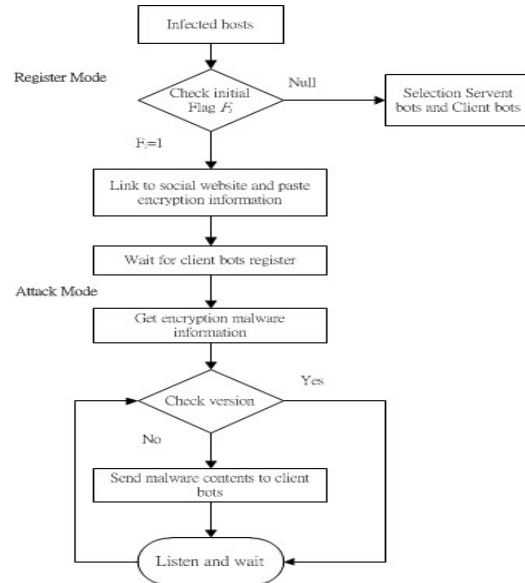 Infected hosts
Register Mode
Check initial
Flag Fi
Null
Selection Servent
bots and Client bots
Fi=1
Link to social website and paste
encryption information
Wait for client bots register
Attack Mode
Get encryption malware
information
Check version
Yes
No
Send malware contents to client
bots
Listen and wait